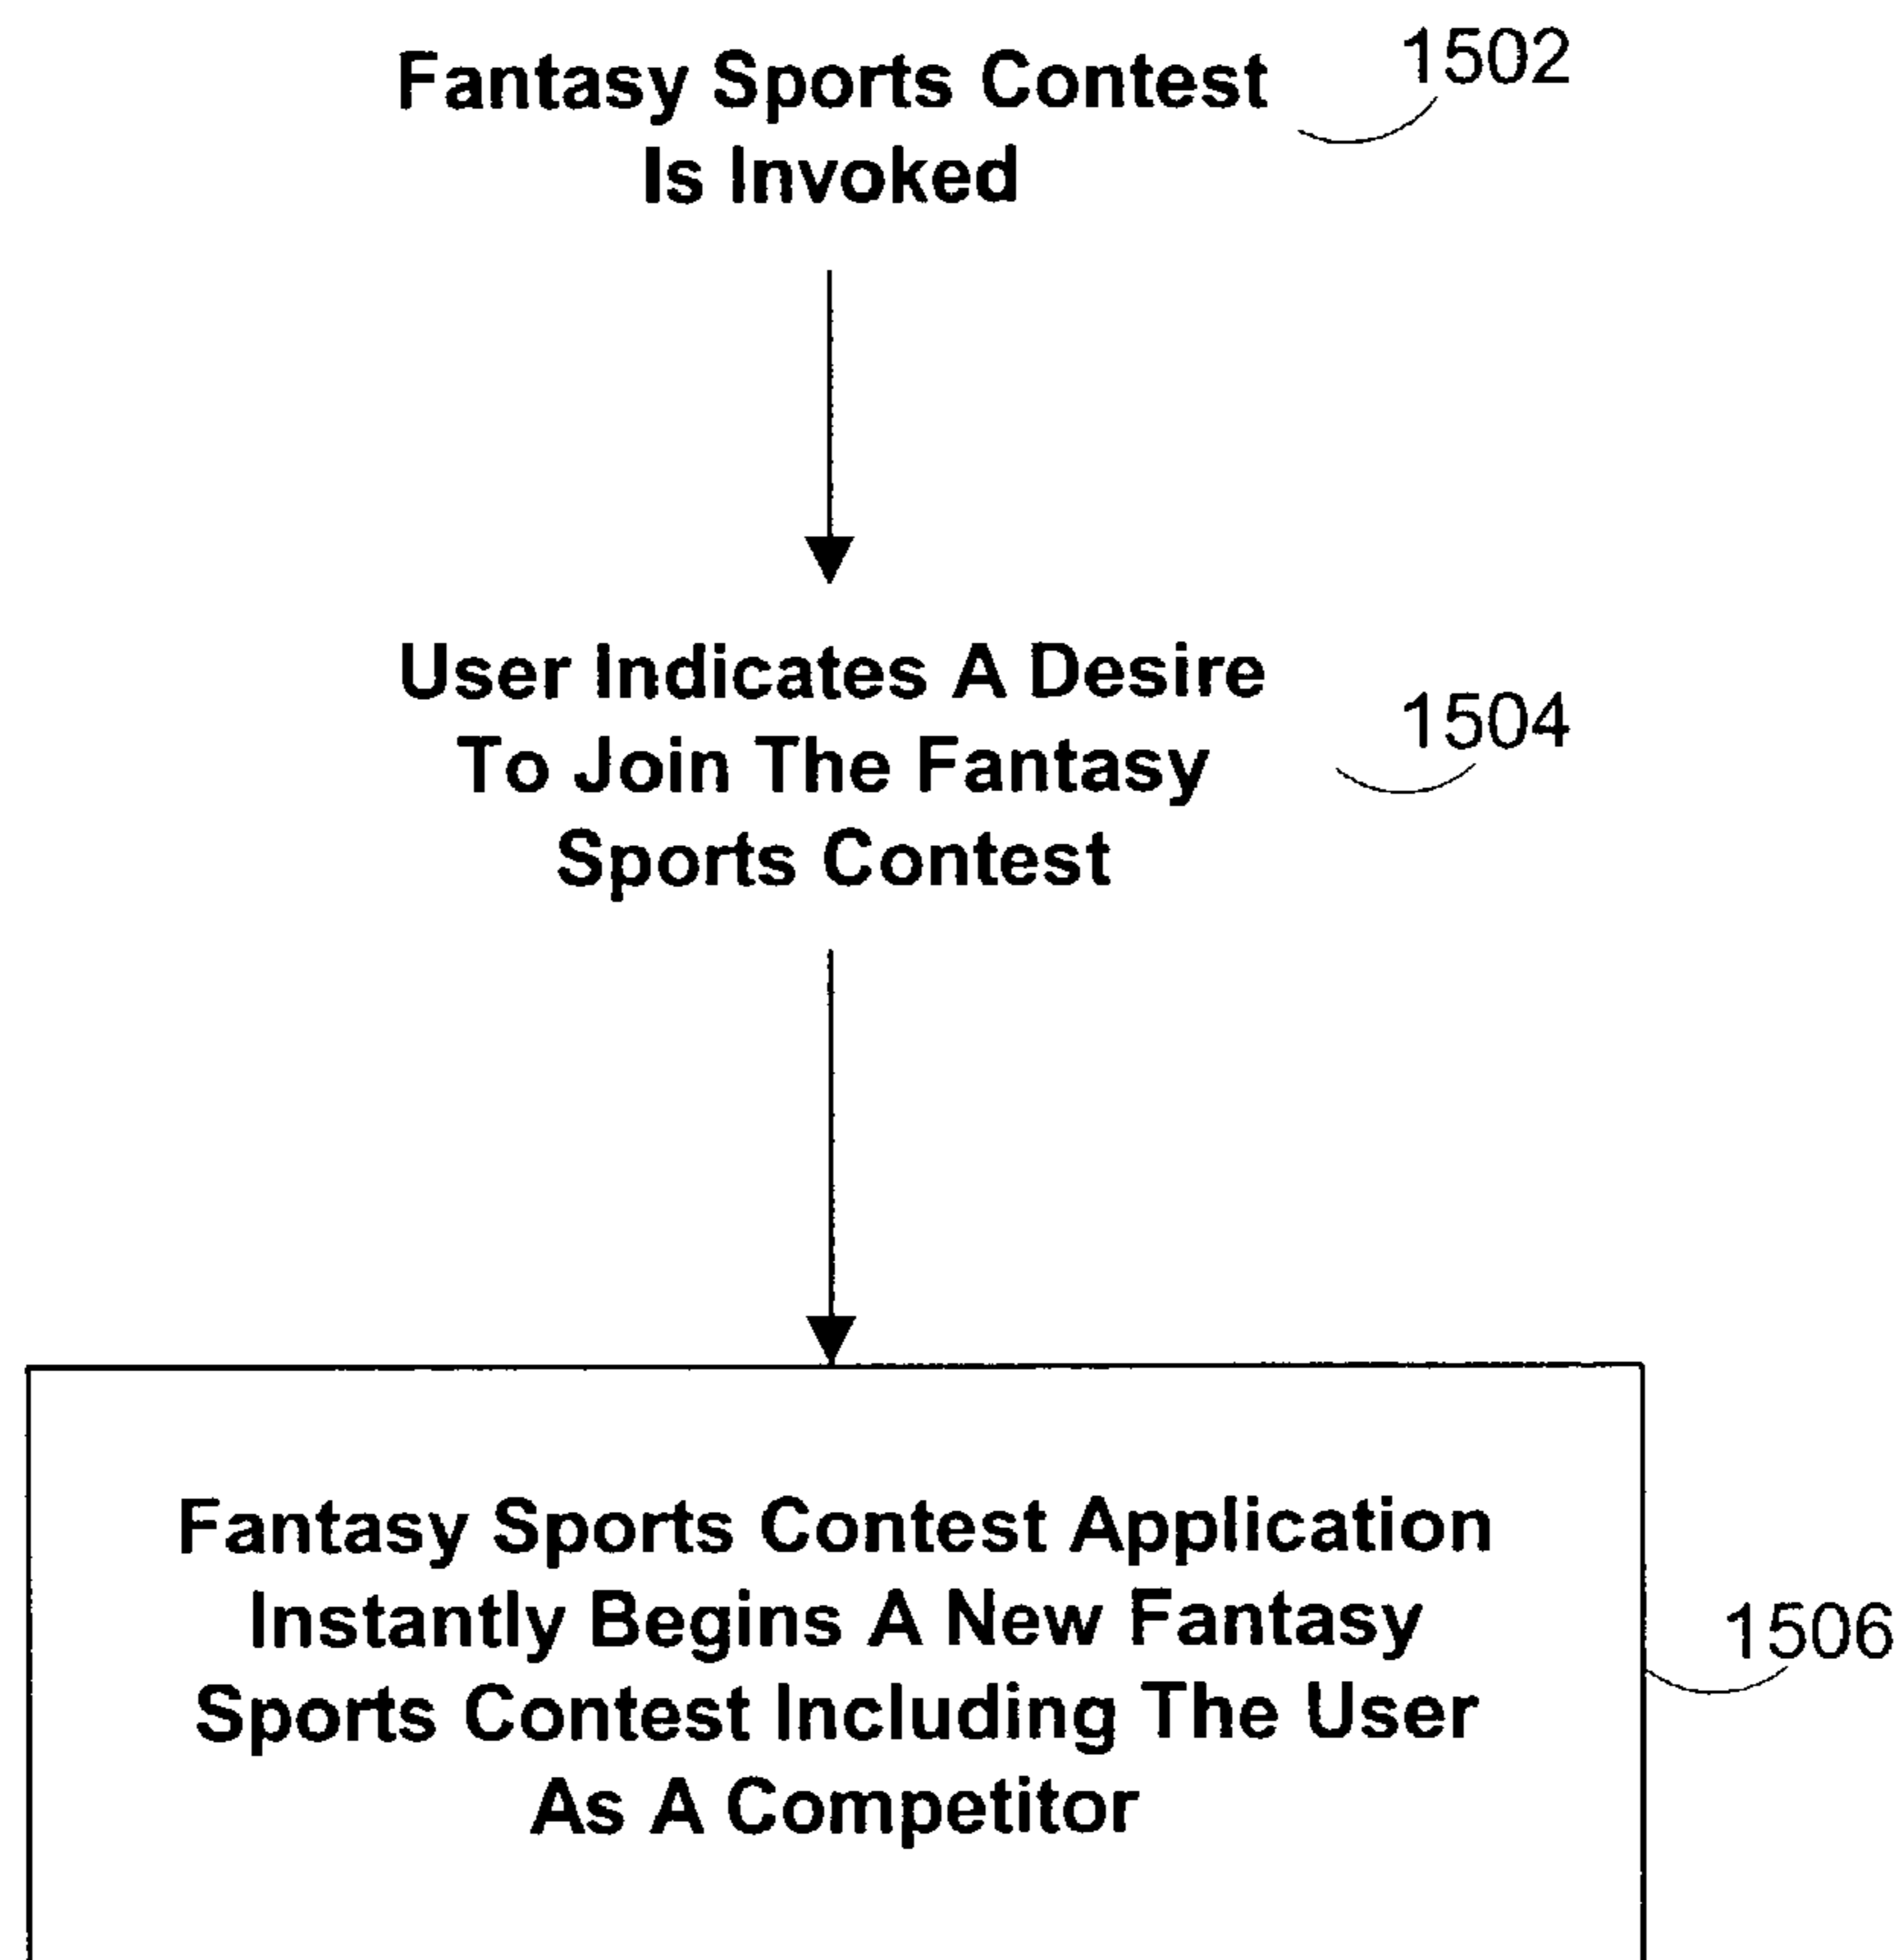 Fantasy Sports Contest
Is Invoked
1502
User Indicates A Desire
To Join The Fantasy
Sports Contest
1504
Fantasy Sports Contest Application
Instantly Begins A New Fantasy
Sports Contest Including The User
As A Competitor
1506